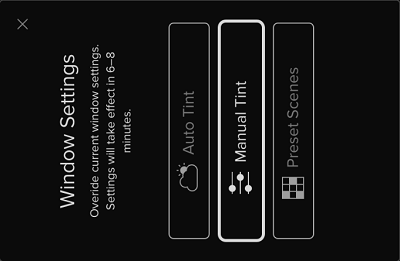 Window Settings
Overide current window settings.
Settings will take effect in 6–8
minutes.
Auto Tint
Manual Tint
Preset Scenes